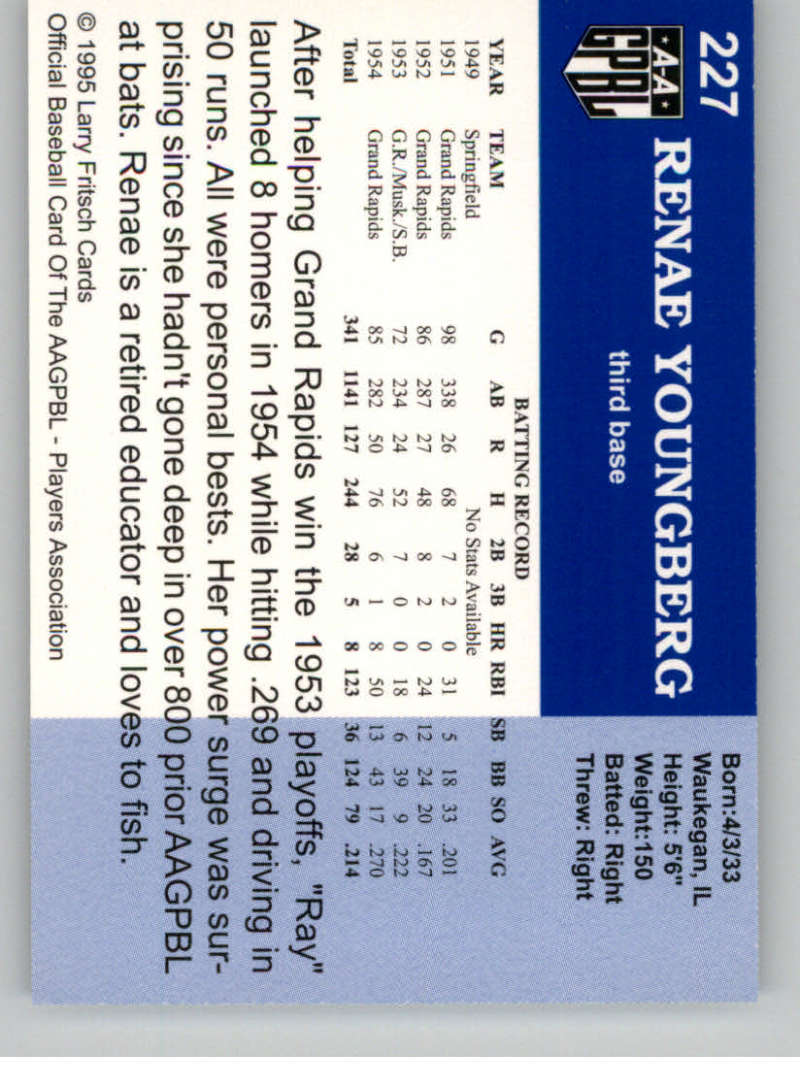 227
A-A
GPBL
RENAE YOUNGBERG
third base
Born:4/3/33
Waukegan, IL
Height: 5'6"
Weight:150
Batted: Right
Threw: Right
BATTING RECORD
YEAR TEAM G AB R H 2B 3B HR RBI SB BB SO AVG
1949 Springfield No Stats Available
1951 Grand Rapids 98 338 26 68 7 2 0 31 5 18 33 .201
1952 Grand Rapids 86 287 27 48 8 2 0 24 12 24 20 .167
1953 G.R./Musk./S.B. 72 234 24 52 7 0 0 18 6 39 9 .222
1954 Grand Rapids 85 282 50 76 6 1 8 50 13 43 17 .270
Total 341 1141 127 244 28 5 8 123 36 124 79 .214
After helping Grand Rapids win the 1953 playoffs, "Ray"
launched 8 homers in 1954 while hitting .269 and driving in
50 runs. All were personal bests. Her power surge was sur-
prising since she hadn't gone deep in over 800 prior AAGPBL
at bats. Renae is a retired educator and loves to fish.
© 1995 Larry Fritsch Cards
Official Baseball Card Of The AAGPBL - Players Association